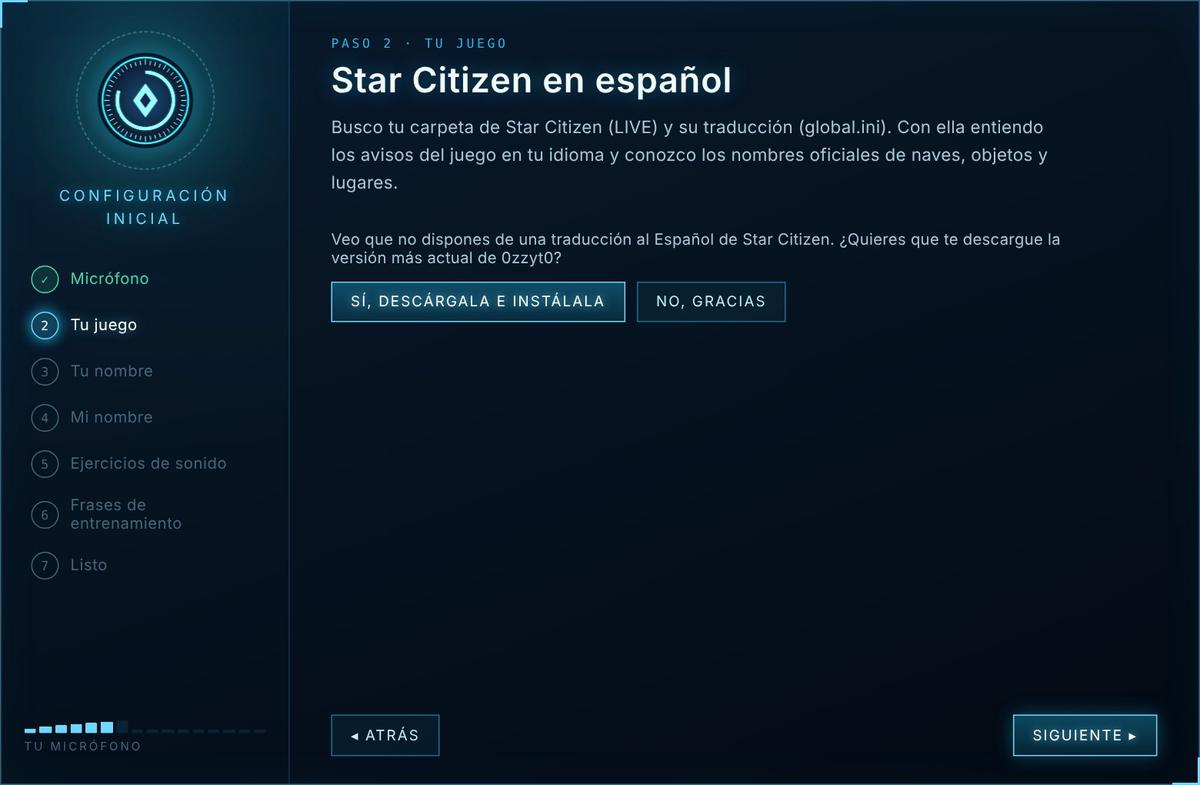 CONFIGURACIÓN
INICIAL
✓ Micrófono
2 Tu juego
3 Tu nombre
4 Mi nombre
5 Ejercicios de sonido
6 Frases de
entrenamiento
7 Listo
TU MICRÓFONO
PASO 2 · TU JUEGO
Star Citizen en español
Busco tu carpeta de Star Citizen (LIVE) y su traducción (global.ini). Con ella entiendo
los avisos del juego en tu idioma y conozco los nombres oficiales de naves, objetos y
lugares.
Veo que no dispones de una traducción al Español de Star Citizen. ¿Quieres que te descargue la
versión más actual de 0zzyt0?
SÍ, DESCÁRGALA E INSTÁLALA
NO, GRACIAS
◂ ATRÁS
SIGUIENTE ▸